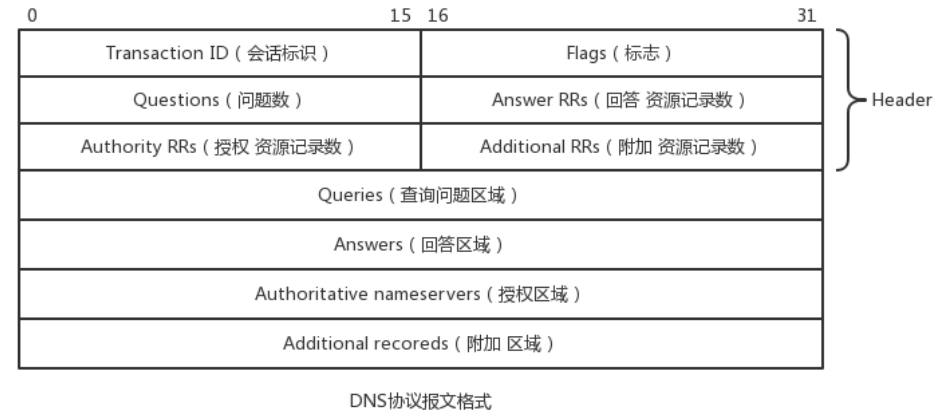 0 15 16 31
Transaction ID（会话标识） Flags（标志）
Questions（问题数） Answer RRs（回答 资源记录数） Header
Authority RRs（授权 资源记录数） Additional RRs（附加 资源记录数）
Queries（查询问题区域）
Answers（回答区域）
Authoritative nameservers（授权区域）
Additional recoreds（附加 区域）
DNS协议报文格式